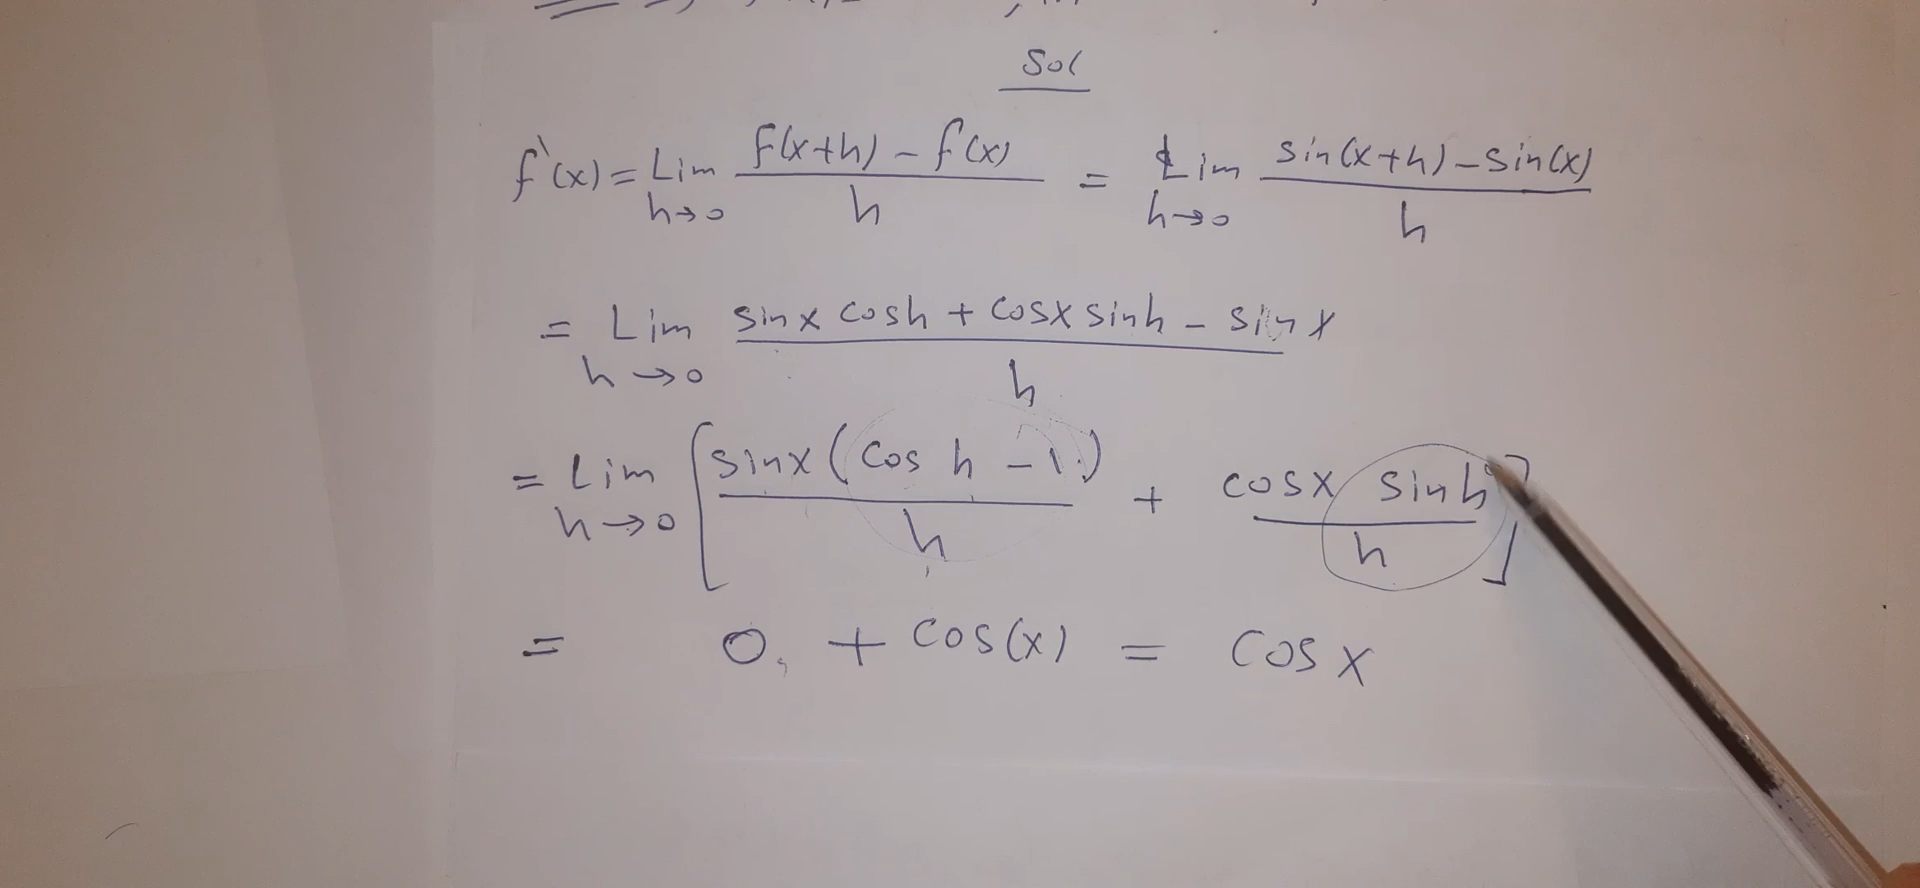 Sol
f'(x) = Lim h→0 f(x+h) - f(x) / h = Lim h→0 sin(x+h) - sin(x) / h
= Lim h→0 sinx cosh + cosx sinh - sinx / h
= Lim h→0 [ sinx (cos h - 1) / h + cosx sinh / h ]
= 0 + cos(x) = cosx